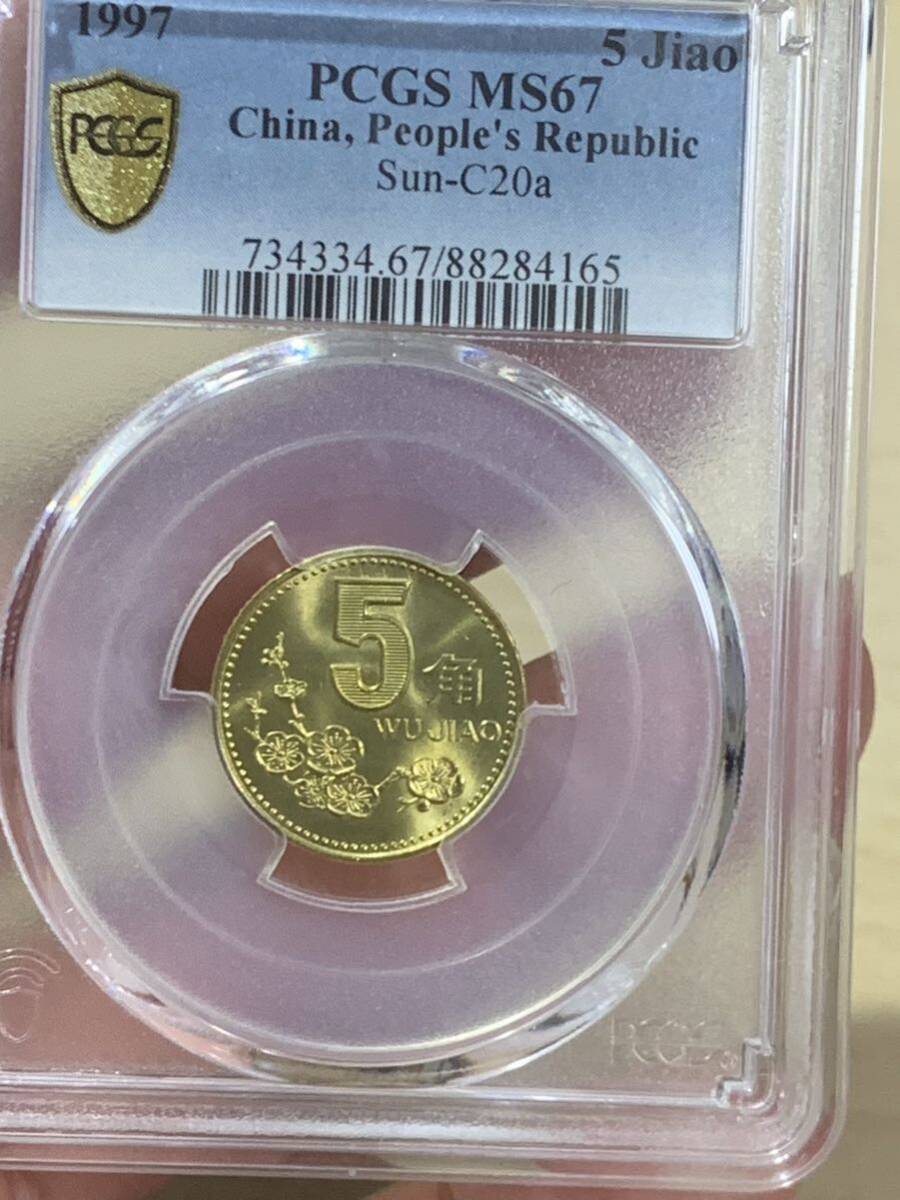 1997
5 Jiao
PCGS MS67
China, People's Republic
Sun-C20a
734334.67/88284165
PCGS
5
角
WU JIAO
PCGS